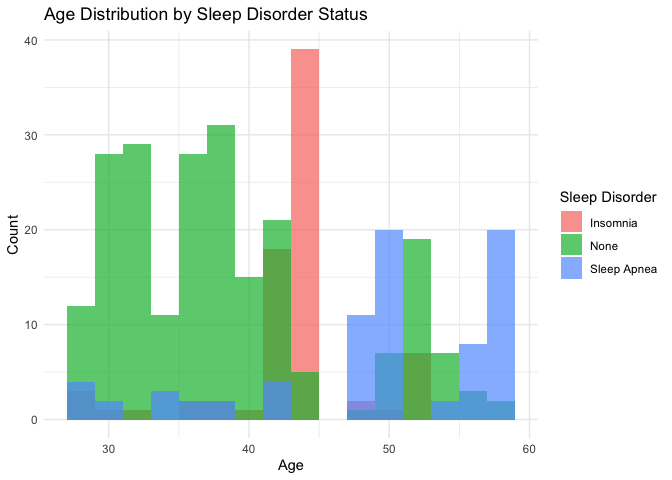 Age Distribution by Sleep Disorder Status
40
30
20
10
0
Count
30
40
50
60
Age
Sleep Disorder
Insomnia
None
Sleep Apnea